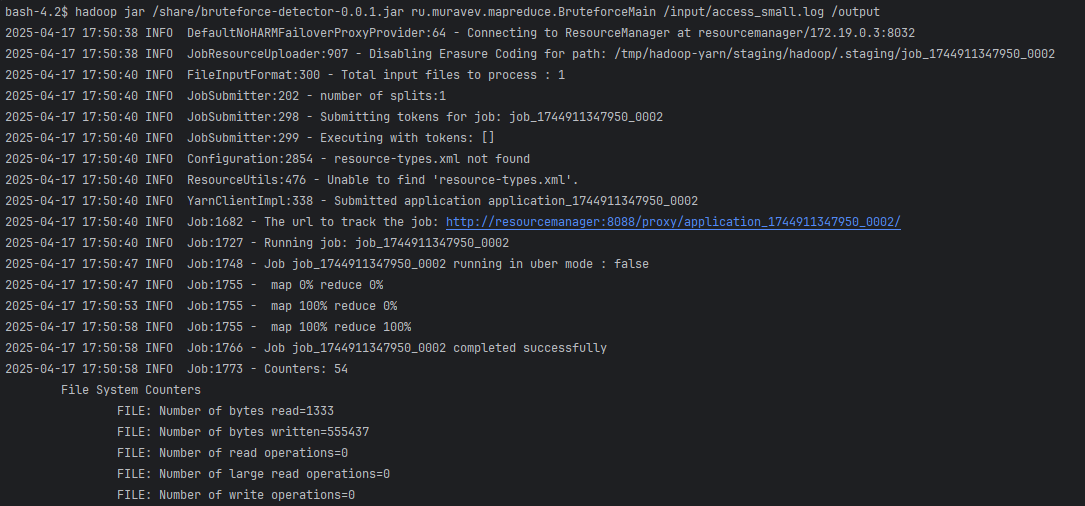 bash-4.2$ hadoop jar /share/bruteforce-detector-0.0.1.jar ru.muravev.mapreduce.BruteforceMain /input/access_small.log /output
2025-04-17 17:50:38 INFO  DefaultNoHARMFailoverProxyProvider:64 - Connecting to ResourceManager at resourcemanager/172.19.0.3:8032
2025-04-17 17:50:38 INFO  JobResourceUploader:907 - Disabling Erasure Coding for path: /tmp/hadoop-yarn/staging/hadoop/.staging/job_1744911347950_0002
2025-04-17 17:50:40 INFO  FileInputFormat:300 - Total input files to process : 1
2025-04-17 17:50:40 INFO  JobSubmitter:202 - number of splits:1
2025-04-17 17:50:40 INFO  JobSubmitter:298 - Submitting tokens for job: job_1744911347950_0002
2025-04-17 17:50:40 INFO  JobSubmitter:299 - Executing with tokens: []
2025-04-17 17:50:40 INFO  Configuration:2854 - resource-types.xml not found
2025-04-17 17:50:40 INFO  ResourceUtils:476 - Unable to find 'resource-types.xml'.
2025-04-17 17:50:40 INFO  YarnClientImpl:338 - Submitted application application_1744911347950_0002
2025-04-17 17:50:40 INFO  Job:1682 - The url to track the job: http://resourcemanager:8088/proxy/application_1744911347950_0002/
2025-04-17 17:50:40 INFO  Job:1727 - Running job: job_1744911347950_0002
2025-04-17 17:50:47 INFO  Job:1748 - Job job_1744911347950_0002 running in uber mode : false
2025-04-17 17:50:47 INFO  Job:1755 -  map 0% reduce 0%
2025-04-17 17:50:53 INFO  Job:1755 -  map 100% reduce 0%
2025-04-17 17:50:58 INFO  Job:1755 -  map 100% reduce 100%
2025-04-17 17:50:58 INFO  Job:1766 - Job job_1744911347950_0002 completed successfully
2025-04-17 17:50:58 INFO  Job:1773 - Counters: 54
        File System Counters
                FILE: Number of bytes read=1333
                FILE: Number of bytes written=555437
                FILE: Number of read operations=0
                FILE: Number of large read operations=0
                FILE: Number of write operations=0